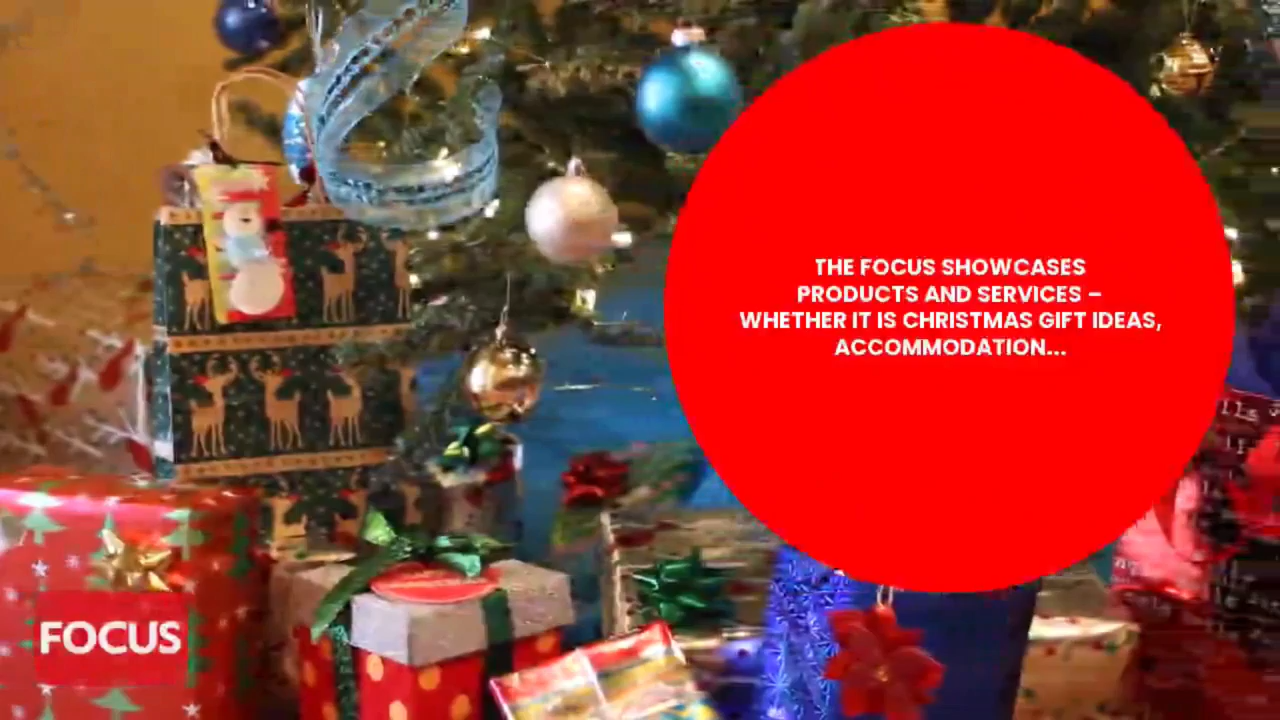 THE FOCUS SHOWCASES
PRODUCTS AND SERVICES –
WHETHER IT IS CHRISTMAS GIFT IDEAS,
ACCOMMODATION...
FOCUS